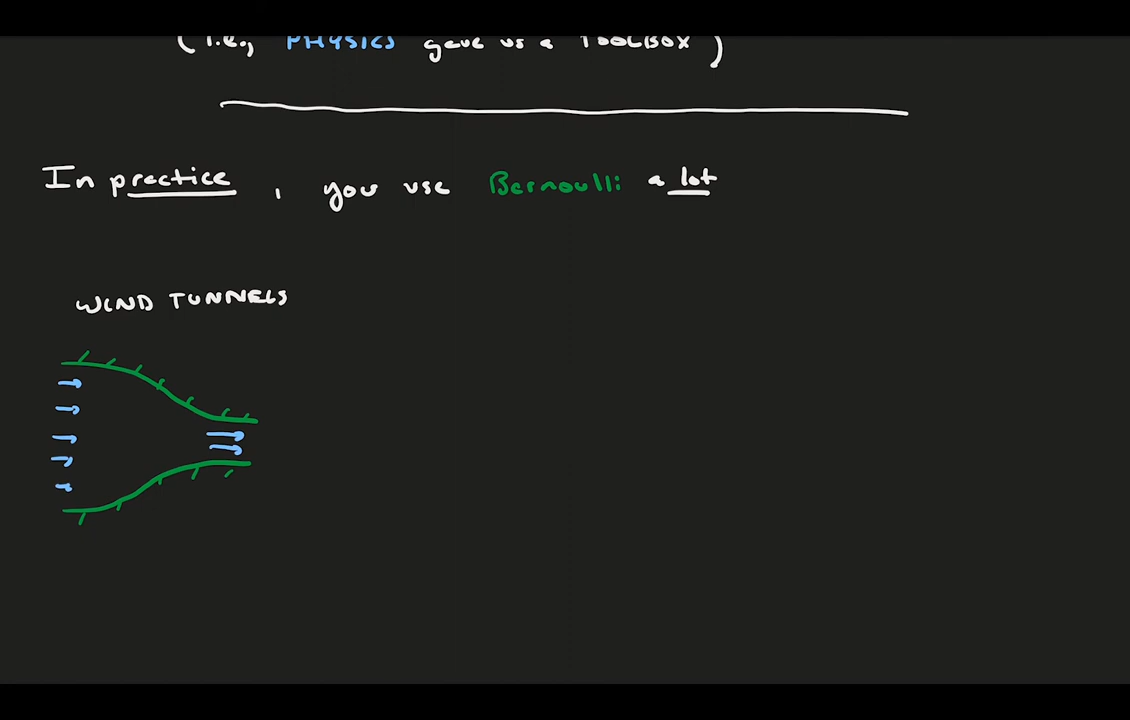 (i.e., PHYSICS gave us a TOOLBOX)
In practice, you use Bernoulli a lot
WIND TUNNELS